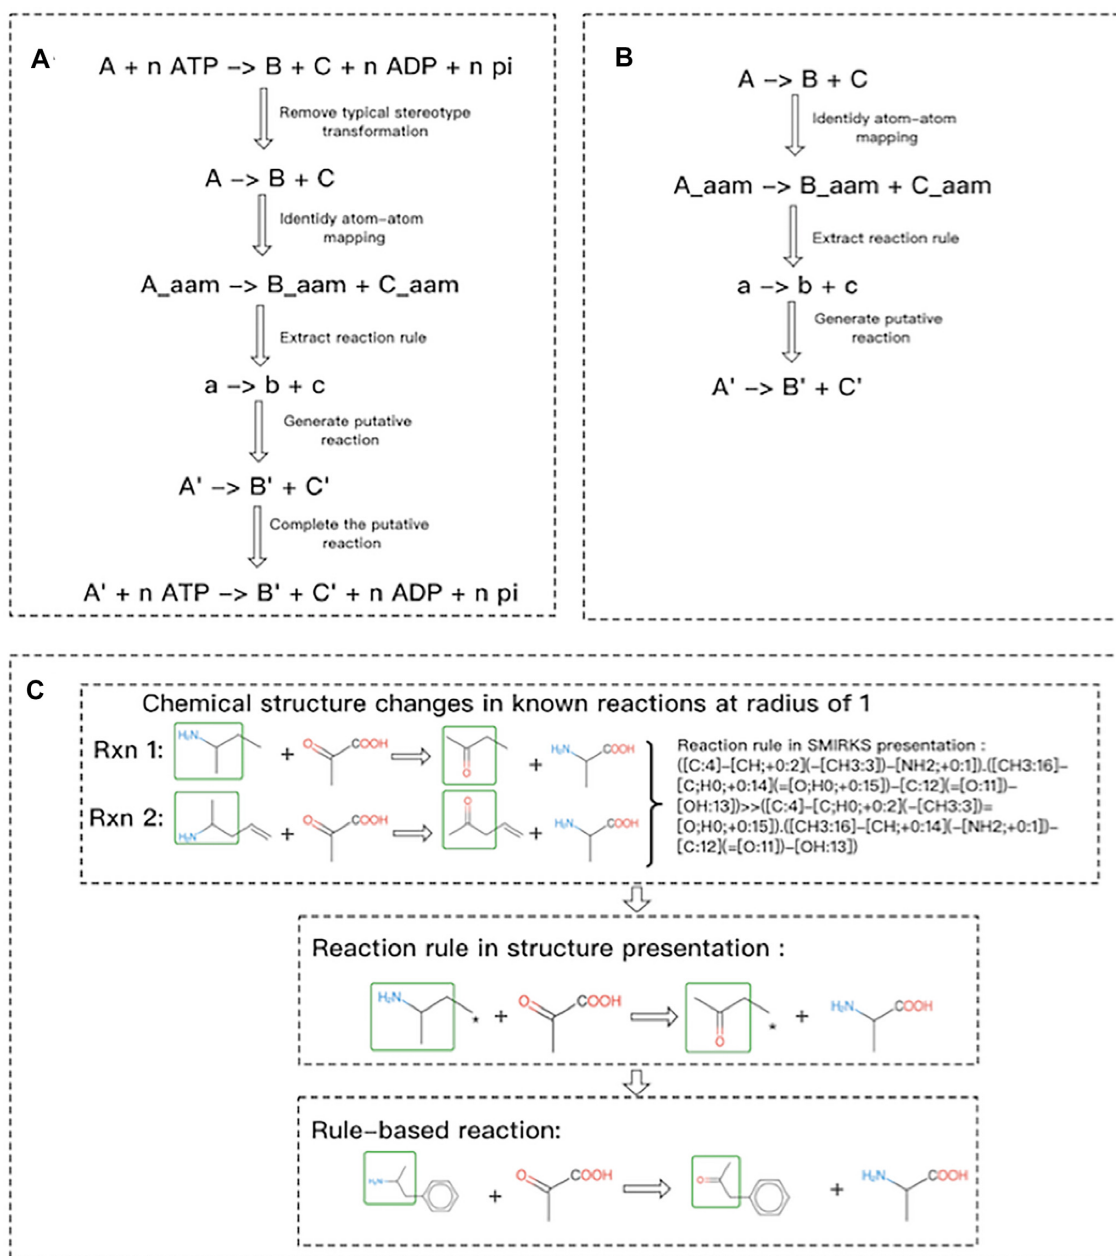 A
A + n ATP -> B + C + n ADP + n pi
Remove typical stereotype
transformation
A -> B + C
Identidy atom-atom
mapping
A_aam -> B_aam + C_aam
Extract reaction rule
a -> b + c
Generate putative
reaction
A' -> B' + C'
Complete the putative
reaction
A' + n ATP -> B' + C' + n ADP + n pi
B
A -> B + C
Identidy atom-atom
mapping
A_aam -> B_aam + C_aam
Extract reaction rule
a -> b + c
Generate putative
reaction
A' -> B' + C'
C
Chemical structure changes in known reactions at radius of 1
Rxn 1:
H₂N
+
O
COOH
O
+
H₂N
COOH
Rxn 2:
H₂N
+
O
COOH
O
+
H₂N
COOH
Reaction rule in SMIRKS presentation :
([C:4]-[CH;+0:2](-[CH3:3])-[NH2;+0:1]).([CH3:16]-
[C;H0;+0:14](=[O;H0;+0:15])-[C:12](=[O:11])-
[OH:13])>>([C:4]-[C;H0;+0:2](-[CH3:3])=
[O;H0;+0:15]).([CH3:16]-[CH;+0:14](-[NH2;+0:1])-
[C:12](=[O:11])-[OH:13])
Reaction rule in structure presentation :
H₂N
*
+
O
COOH
O
*
+
H₂N
COOH
Rule-based reaction:
H₂N
+
O
COOH
O
+
H₂N
COOH